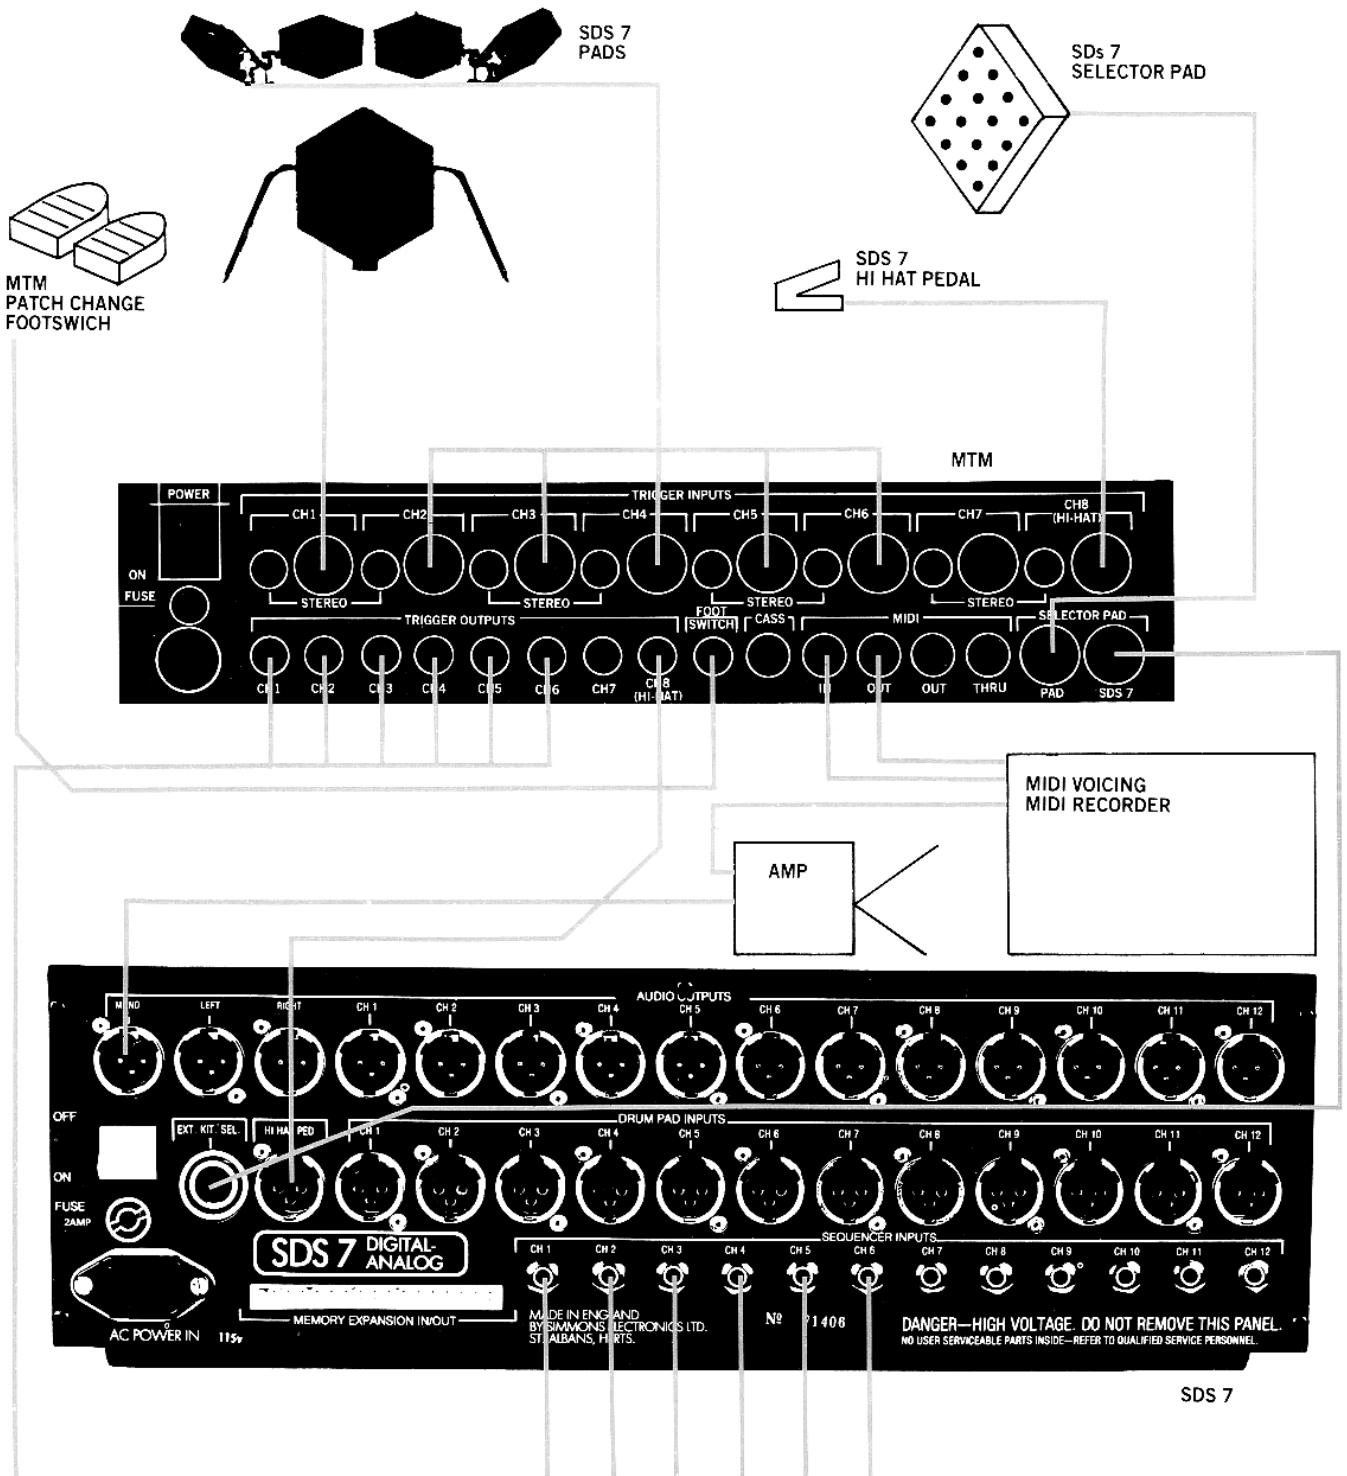 SDS 7
PADS
SDs 7
SELECTOR PAD
SDS 7
HI HAT PEDAL
MTM
PATCH CHANGE
FOOTSWICH
MTM
POWER
TRIGGER INPUTS
CH1
CH2
CH3
CH4
CH5
CH6
CH7
CH8
(HI-HAT)
ON
FUSE
STEREO
STEREO
STEREO
STEREO
TRIGGER OUTPUTS
FOOT
SWITCH
CASS
MIDI
SELECTOR PAD
CH1
CH2
CH3
CH4
CH5
CH6
CH7
CH8
(HI-HAT)
IN
OUT
OUT
THRU
PAD
SDS 7
MIDI VOICING
MIDI RECORDER
AMP
AUDIO OUTPUTS
MONO
LEFT
RIGHT
CH 1
CH 2
CH 3
CH 4
CH 5
CH 6
CH 7
CH 8
CH 9
CH 10
CH 11
CH 12
OFF
ON
FUSE
2AMP
DRUM PAD INPUTS
EXT. KIT. SEL.
HI HAT PED
CH 1
CH 2
CH 3
CH 4
CH 5
CH 6
CH 7
CH 8
CH 9
CH 10
CH 11
CH 12
SDS 7 DIGITAL-
ANALOG
SEQUENCER INPUTS
CH 1
CH 2
CH 3
CH 4
CH 5
CH 6
CH 7
CH 8
CH 9
CH 10
CH 11
CH 12
MEMORY EXPANSION IN/OUT
AC POWER IN 115v
MADE IN ENGLAND
BY SIMMONS ELECTRONICS LTD.
ST. ALBANS, HERTS.
Nº 1406
DANGER—HIGH VOLTAGE. DO NOT REMOVE THIS PANEL.
NO USER SERVICEABLE PARTS INSIDE—REFER TO QUALIFIED SERVICE PERSONNEL.
SDS 7